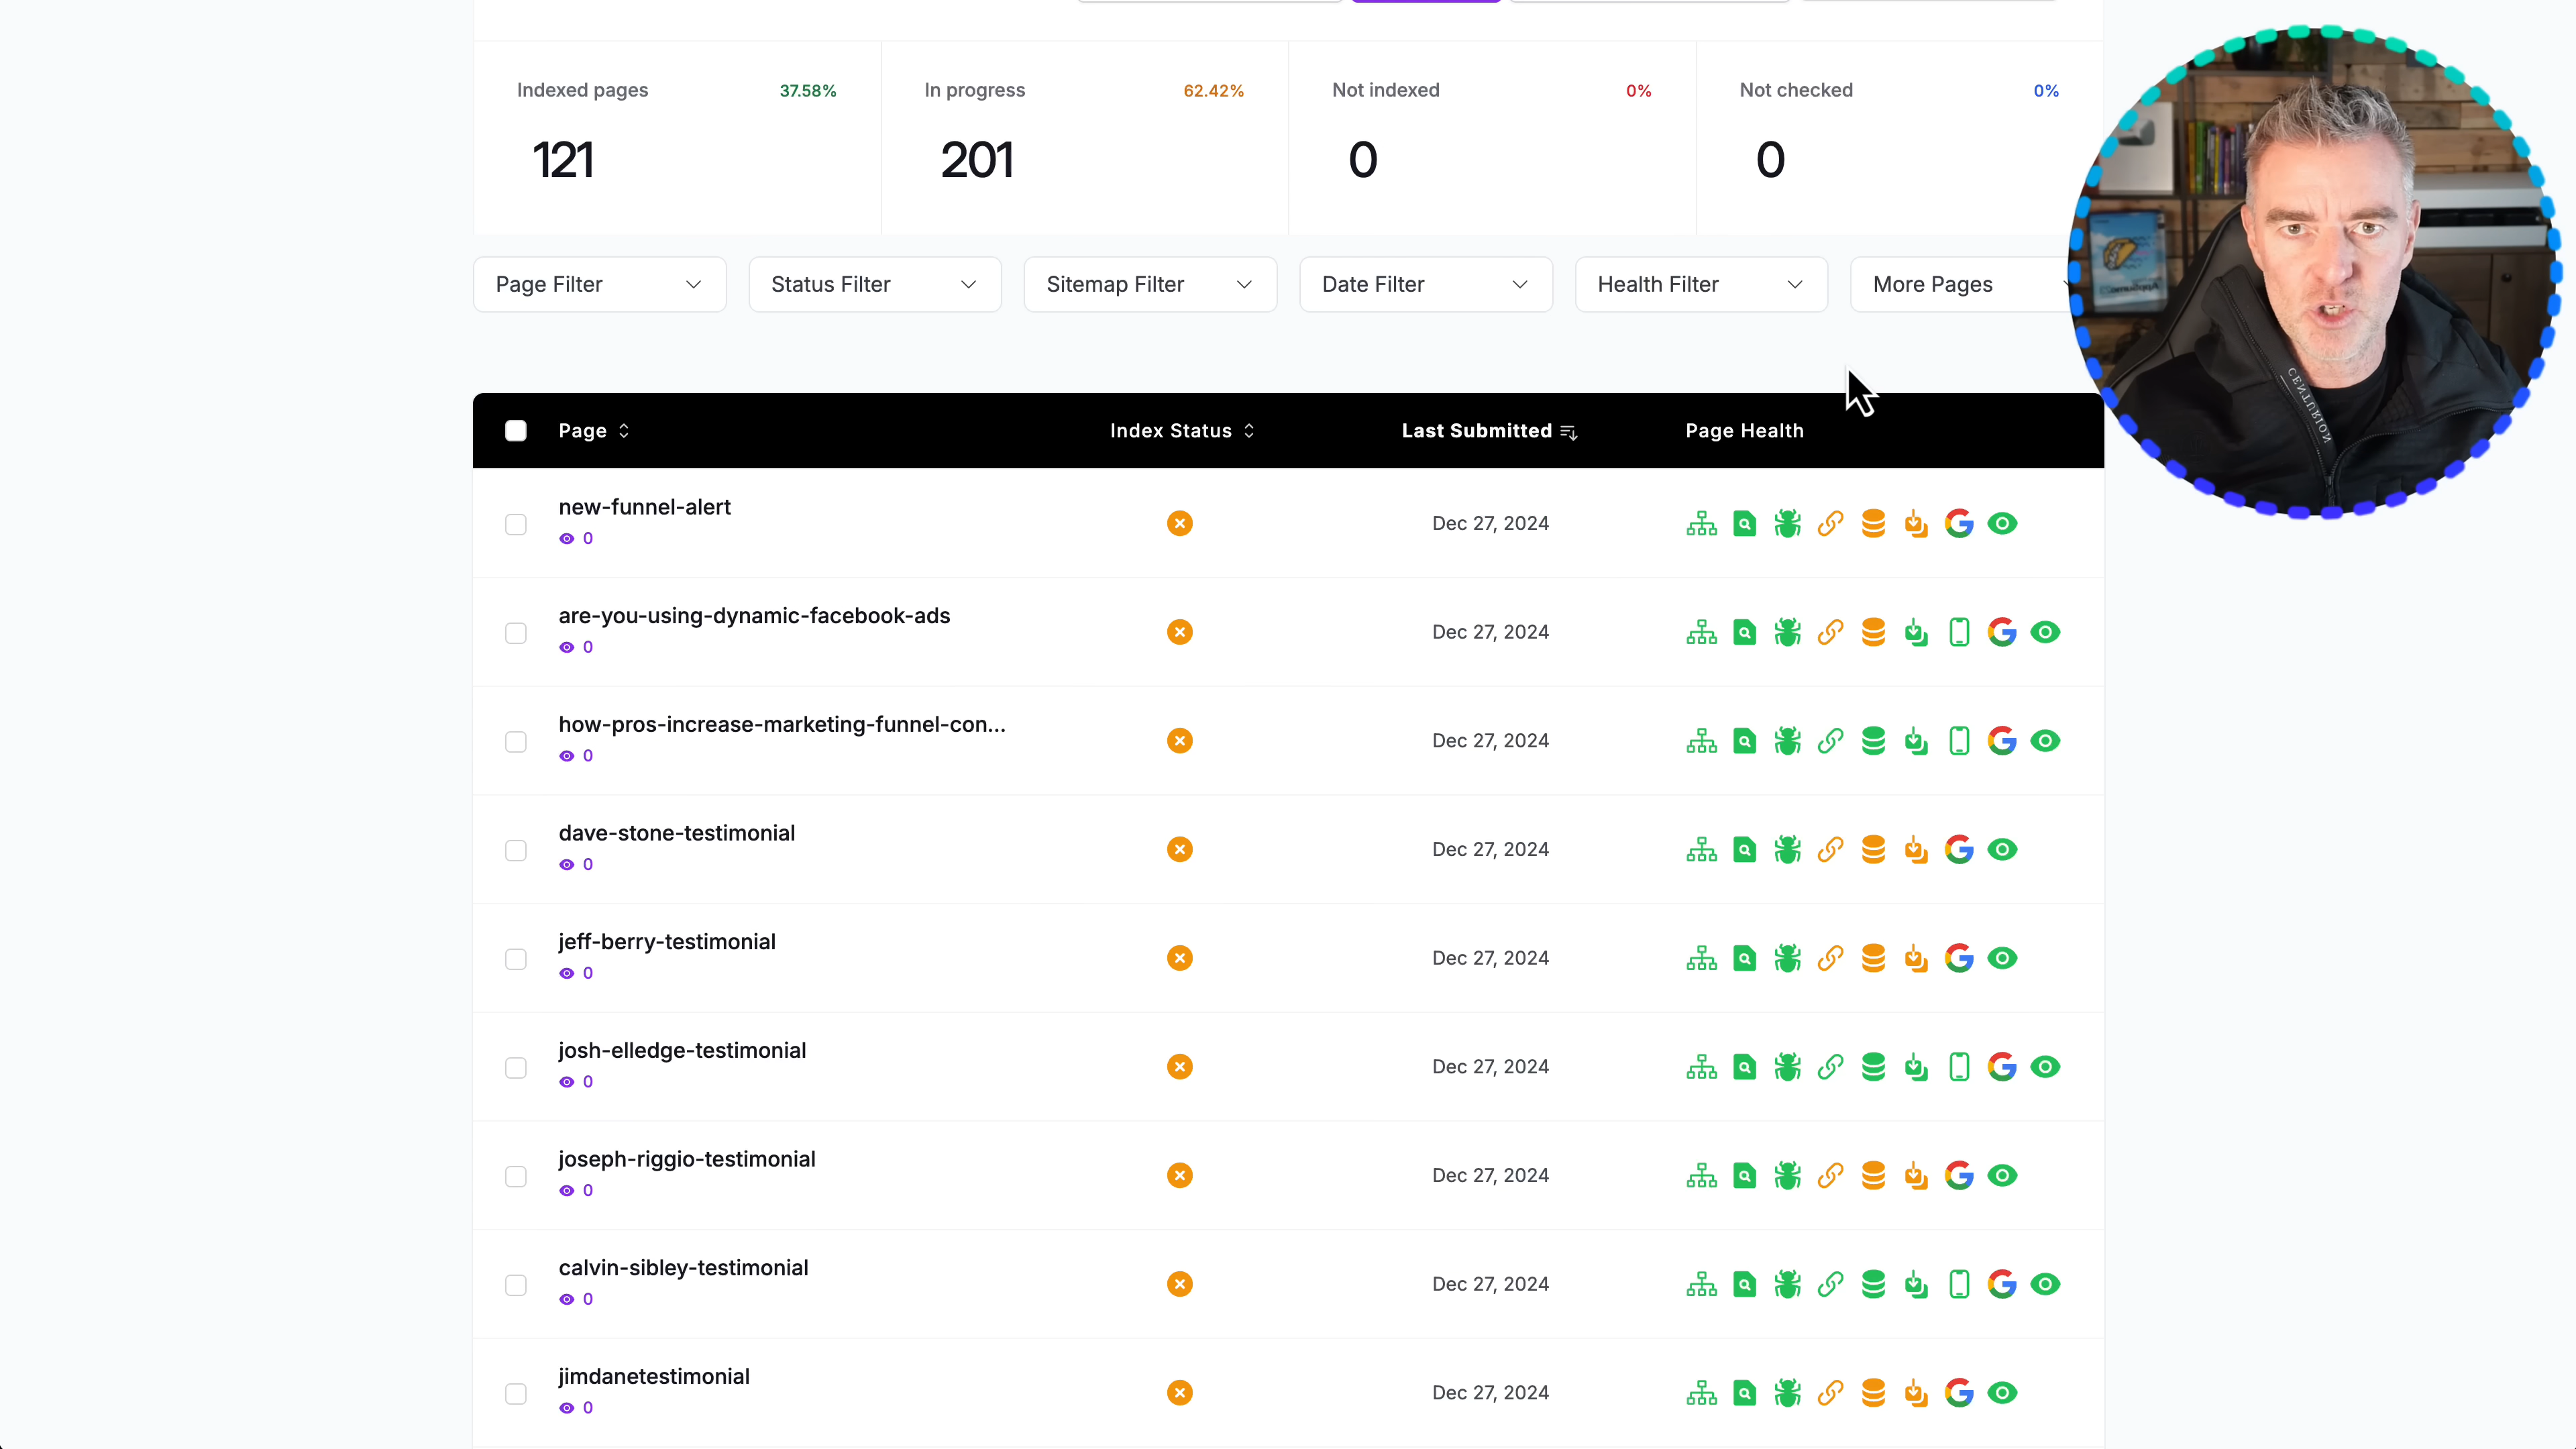 Indexed pages 37.58% In progress 62.42% Not indexed 0% Not checked 0%
121 201 0 0
Page Filter Status Filter Sitemap Filter Date Filter Health Filter More Pages
Page Index Status Last Submitted Page Health
new-funnel-alert
0
Dec 27, 2024
are-you-using-dynamic-facebook-ads
0
Dec 27, 2024
how-pros-increase-marketing-funnel-con...
0
Dec 27, 2024
dave-stone-testimonial
0
Dec 27, 2024
jeff-berry-testimonial
0
Dec 27, 2024
josh-elledge-testimonial
0
Dec 27, 2024
joseph-riggio-testimonial
0
Dec 27, 2024
calvin-sibley-testimonial
0
Dec 27, 2024
jimdanetestimonial
0
Dec 27, 2024
CENTURION